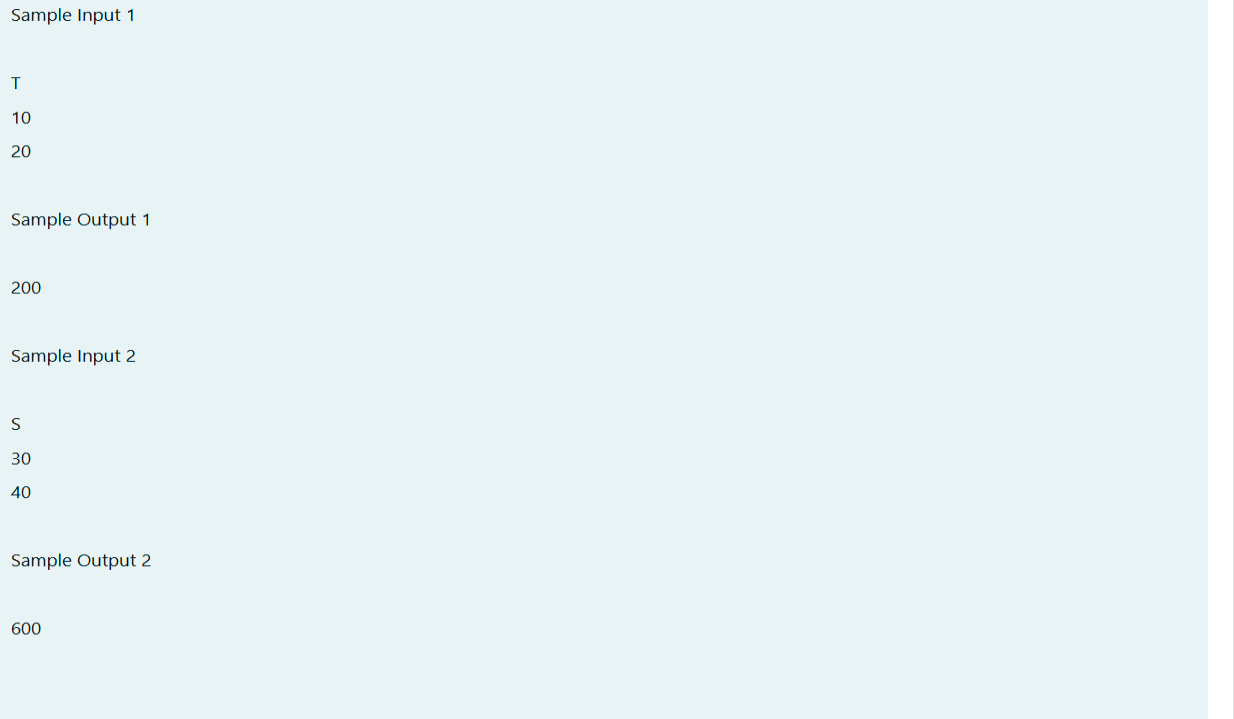 Sample Input 1
T
10
20
Sample Output 1
200
Sample Input 2
S
30
40
Sample Output 2
600